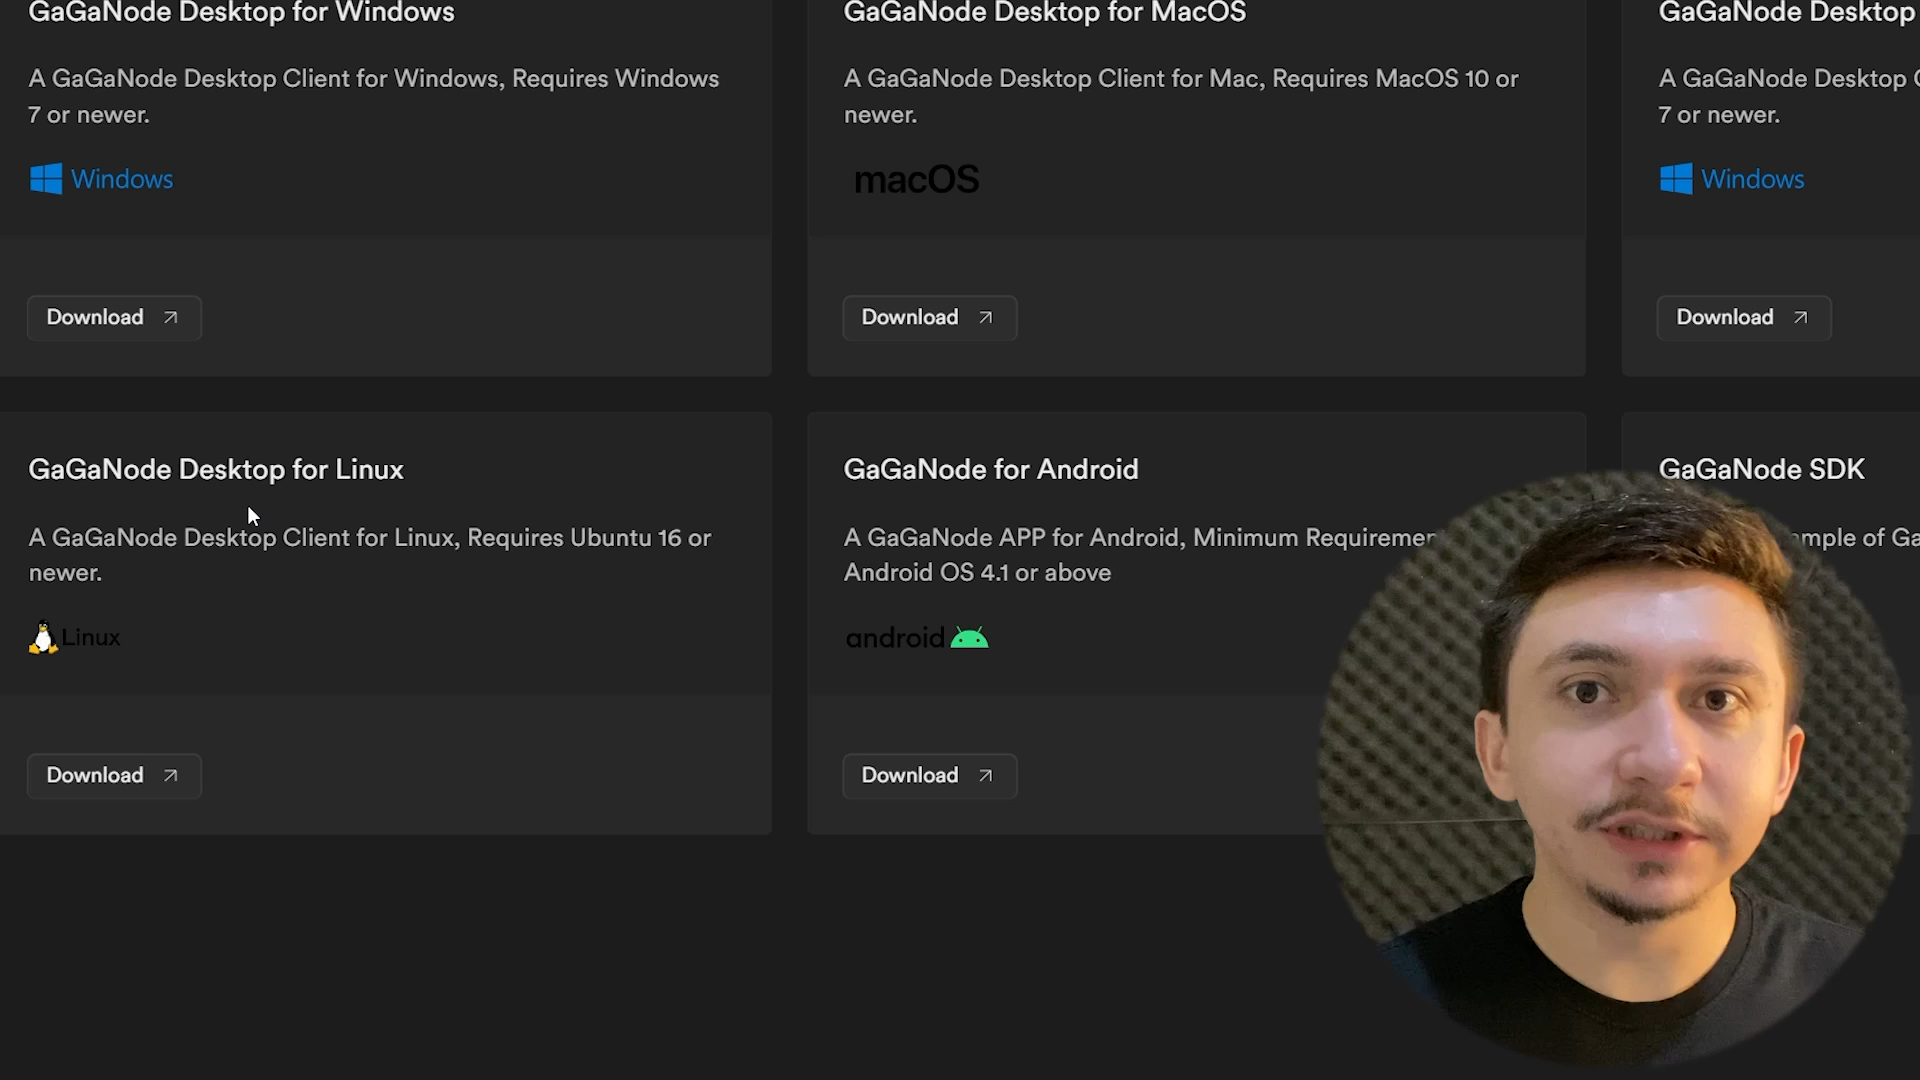 GaGaNode Desktop for Windows
A GaGaNode Desktop Client for Windows, Requires Windows
7 or newer.
Windows
Download
GaGaNode Desktop for MacOS
A GaGaNode Desktop Client for Mac, Requires MacOS 10 or
newer.
macOS
Download
GaGaNode Desktop
A GaGaNode Desktop
7 or newer.
Windows
Download
GaGaNode Desktop for Linux
A GaGaNode Desktop Client for Linux, Requires Ubuntu 16 or
newer.
Linux
Download
GaGaNode for Android
A GaGaNode APP for Android, Minimum
Android OS 4.1 or above
android
Download
GaGaNode SDK
of